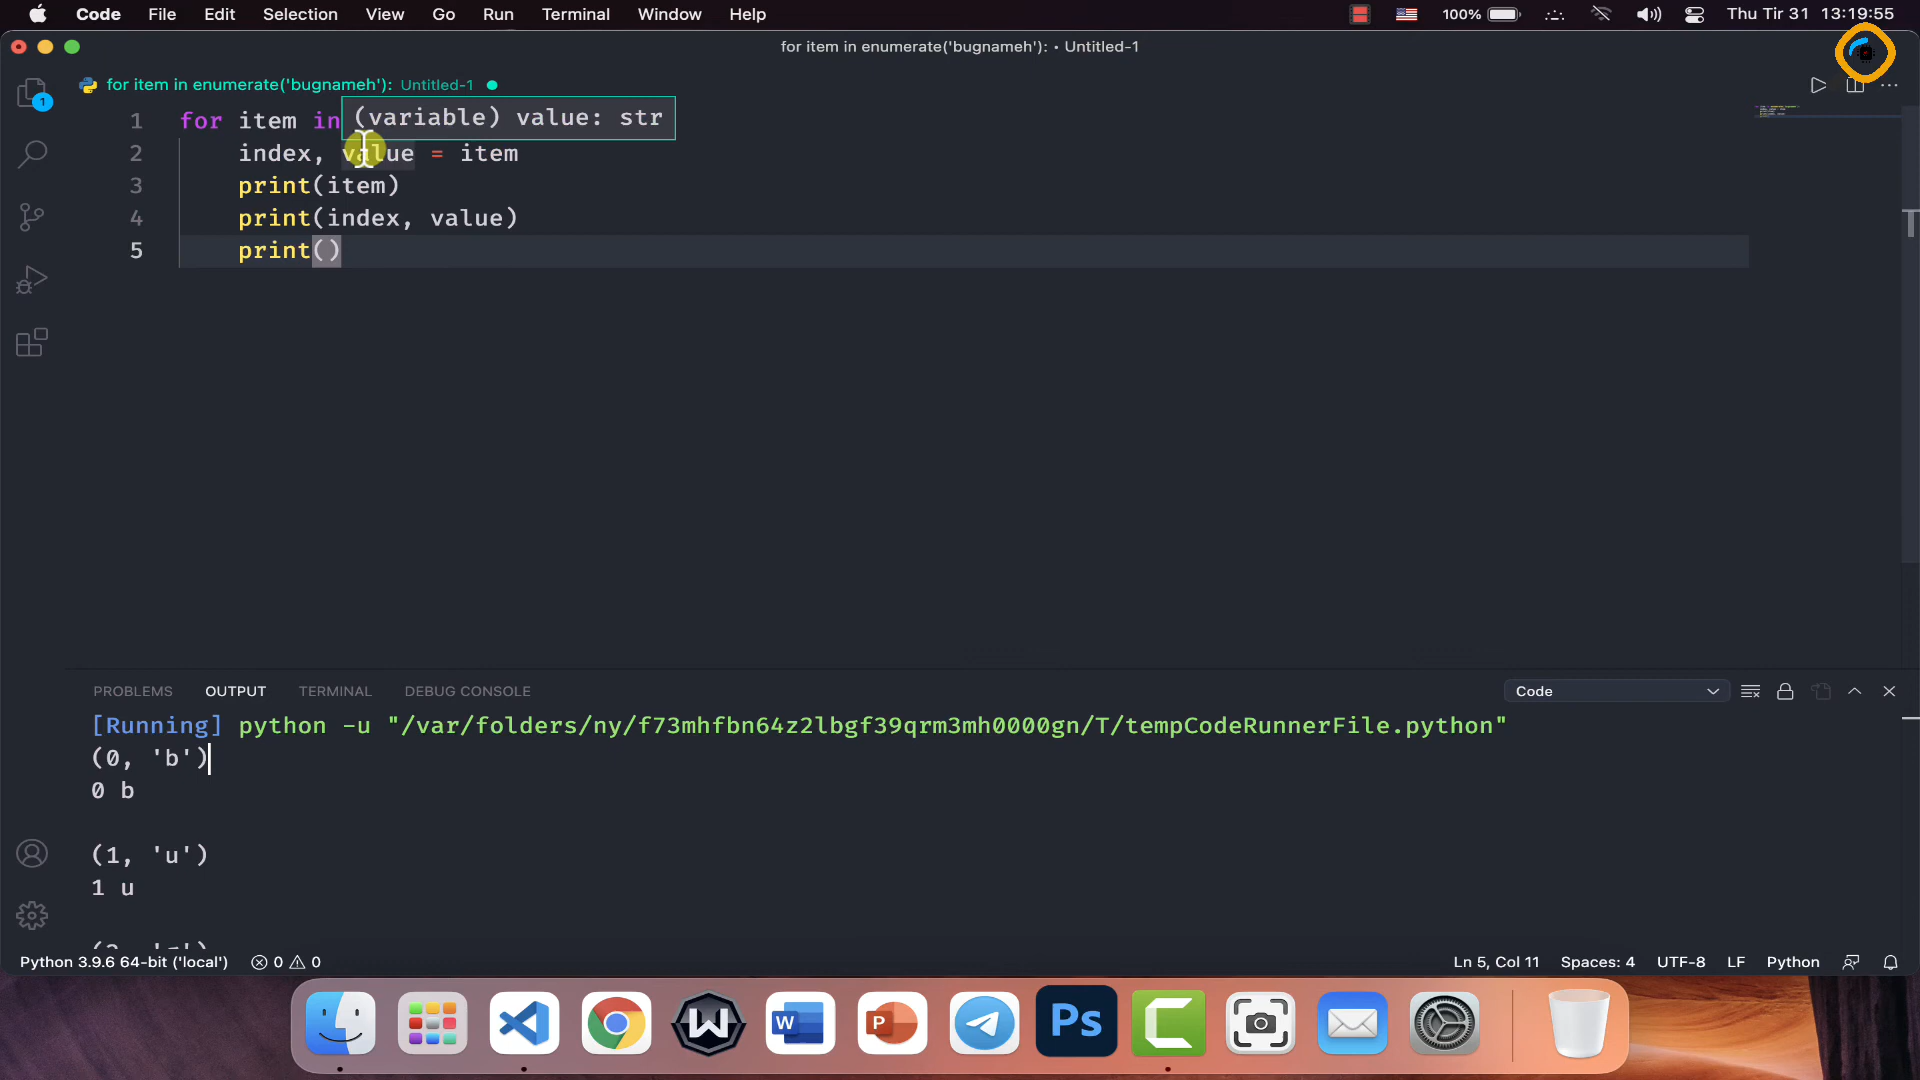 Code File Edit Selection View Go Run Terminal Window Help 100% Thu Tir 31 13:19:55
for item in enumerate('bugnameh'): • Untitled-1
for item in enumerate('bugnameh'): Untitled-1
1 for item in
(variable) value: str
2 index, value = item
3 print(item)
4 print(index, value)
5 print()
1
PROBLEMS OUTPUT TERMINAL DEBUG CONSOLE Code
[Running] python -u "/var/folders/ny/f73mhfbn64z2lbgf39qrm3mh0000gn/T/tempCodeRunnerFile.python"
(0, 'b')
0 b
(1, 'u')
1 u
Python 3.9.6 64-bit ('local') 0 0 Ln 5, Col 11 Spaces: 4 UTF-8 LF Python
W W P Ps C